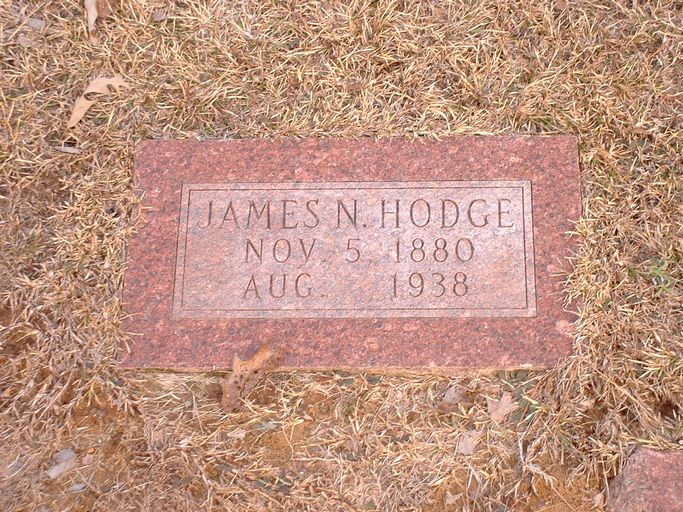 JAMES N. HODGE
NOV. 5 1880
AUG. 1938